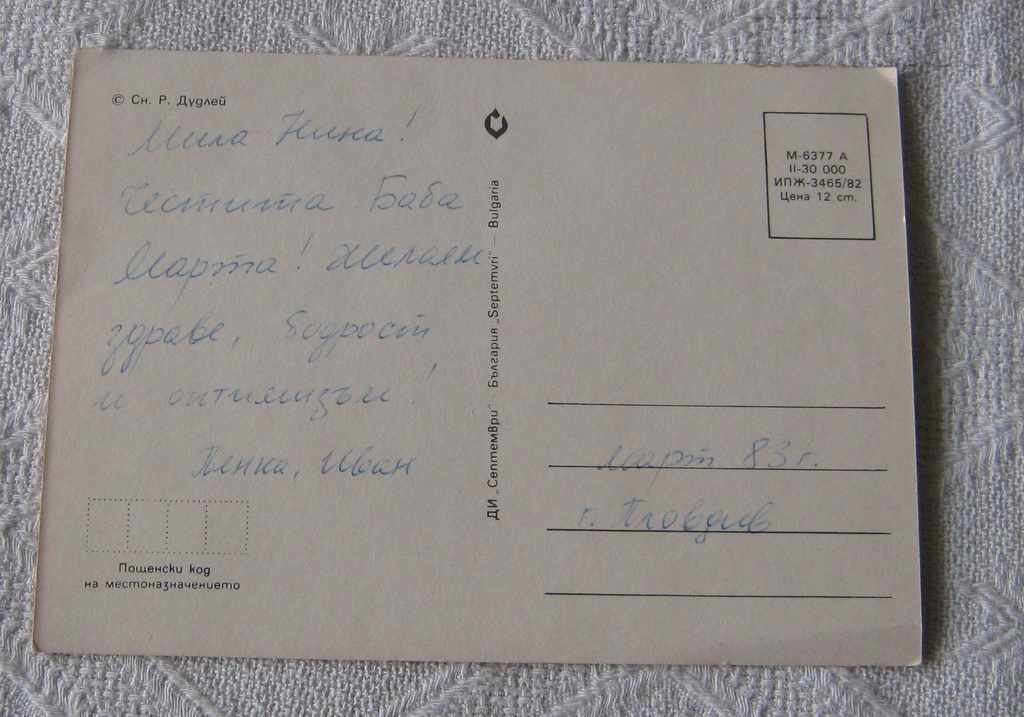 © Сн. Р. Дудлей
Мила Нина!
Честита Баба
Марта! Желаем
здраве, бодрост
и оптимизъм!
Пенка, Иван
Пощенски код
на местоназначението
ДИ „Септември“ – България „Septemvri“ – Bulgaria
М-6377 А
II-30 000
ИПЖ-3465/82
Цена 12 ст.
март 83 г.
г. Пловдив